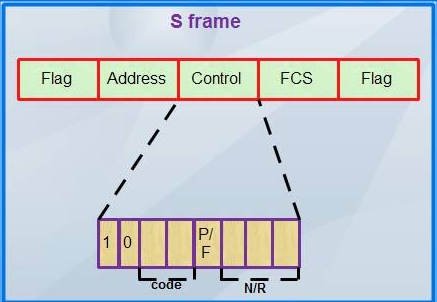 S frame
Flag Address Control FCS Flag
1 0 P/
F
code N/R